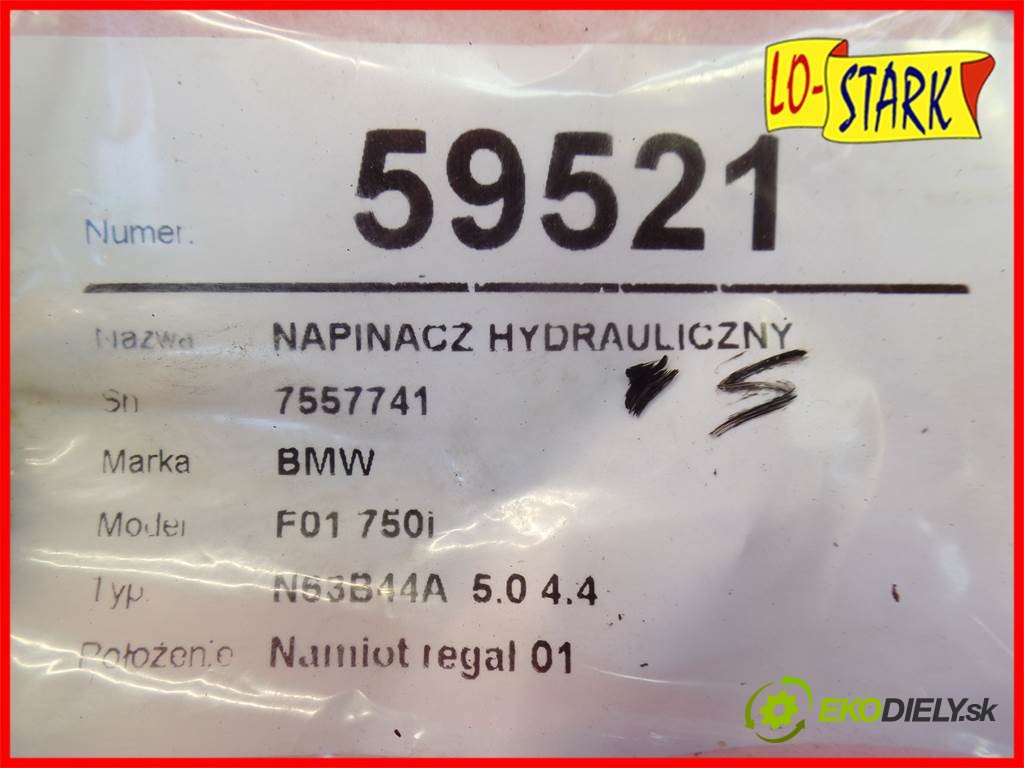 LO-STARK
Numer. 59521
Nazwa NAPINACZ HYDRAULICZNY
Sn 7557741
Marka BMW
Model F01 750i
Typ. N63B44A 5.0 4.4
Położenie Namiot regal 01
EKODIELY.sk